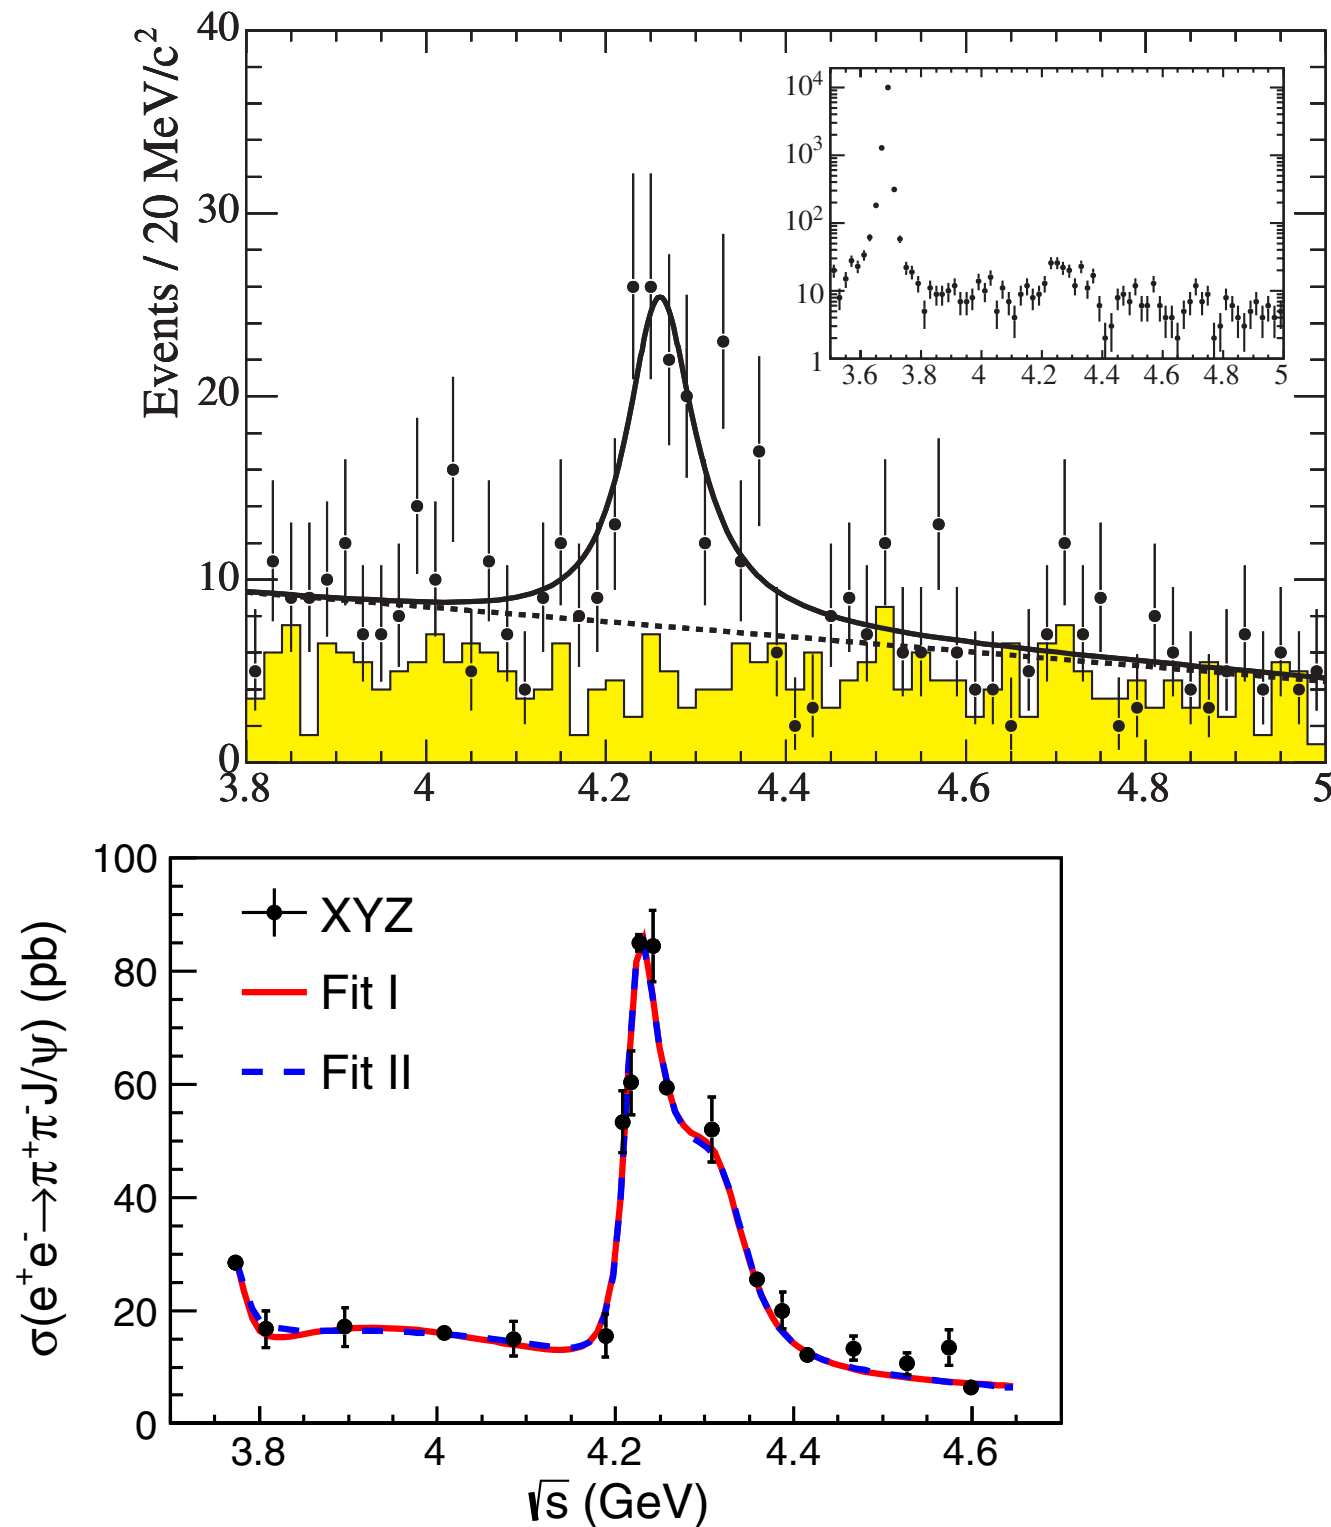 Events / 20 MeV/c²
40
30
20
10
0
3.8 4 4.2 4.4 4.6 4.8 5
10⁴
10³
10²
10
1
3.6 3.8 4 4.2 4.4 4.6 4.8 5
σ(e⁺e⁻→π⁺π⁻J/ψ) (pb)
100
80
60
40
20
0
XYZ
Fit I
Fit II
3.8 4 4.2 4.4 4.6
√s (GeV)